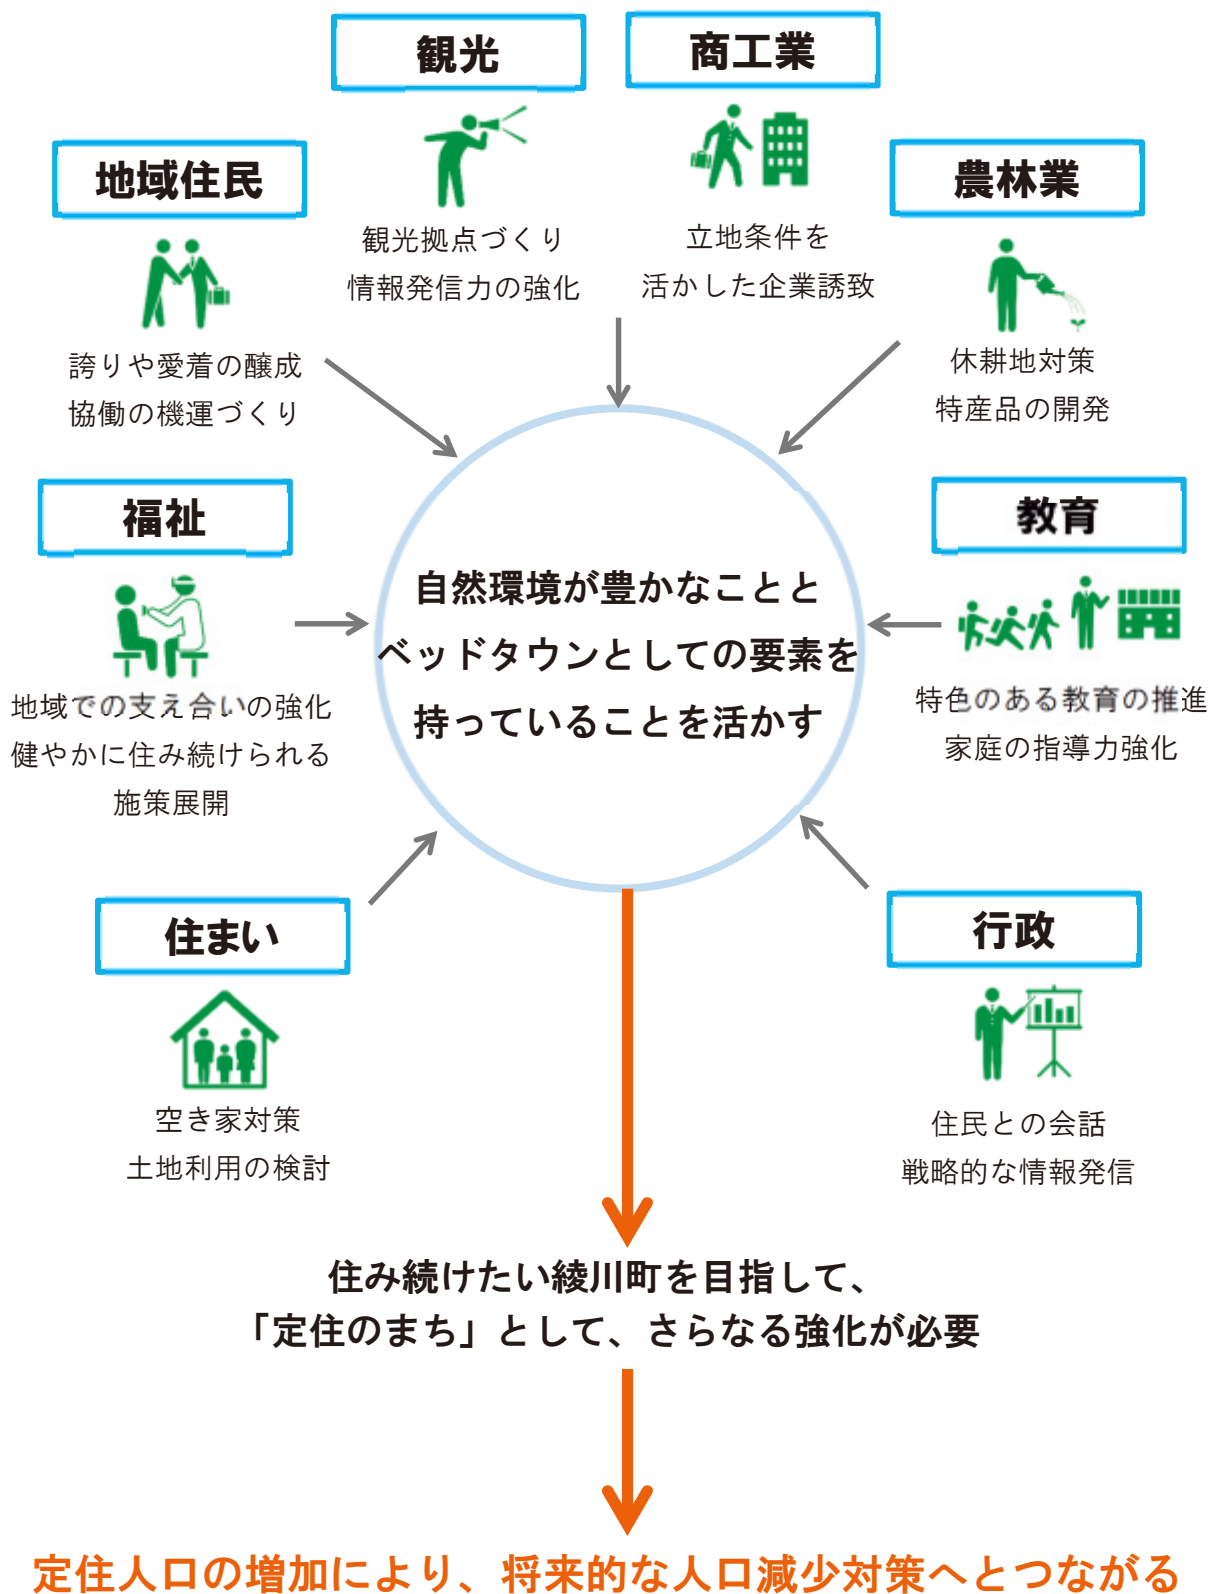 観光
観光拠点づくり
情報発信力の強化
商工業
立地条件を
活かした企業誘致
地域住民
誇りや愛着の醸成
協働の機運づくり
農林業
休耕地対策
特産品の開発
福祉
地域での支え合いの強化
健やかに住み続けられる
施策展開
自然環境が豊かなことと
ベッドタウンとしての要素を
持っていることを活かす
教育
特色のある教育の推進
家庭の指導力強化
住まい
空き家対策
土地利用の検討
行政
住民との会話
戦略的な情報発信
住み続けたい綾川町を目指して、
「定住のまち」として、さらなる強化が必要
定住人口の増加により、将来的な人口減少対策へとつながる